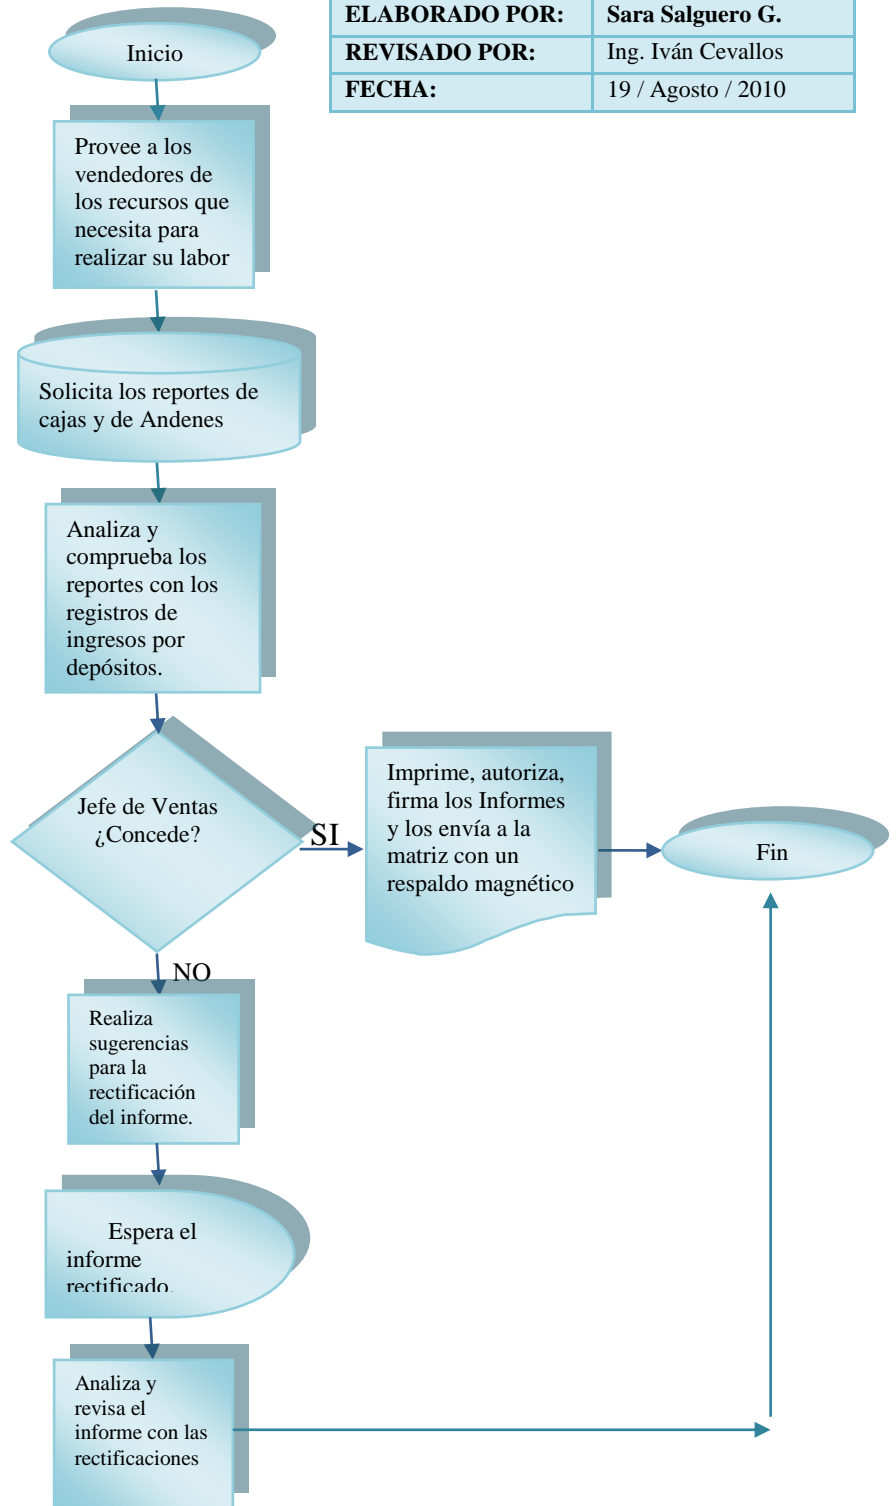 ELABORADO POR: Sara Salguero G.
REVISADO POR: Ing. Iván Cevallos
FECHA: 19 / Agosto / 2010
Inicio
Provee a los
vendedores de
los recursos que
necesita para
realizar su labor
Solicita los reportes de
cajas y de Andenes
Analiza y
comprueba los
reportes con los
registros de
ingresos por
depósitos.
Jefe de Ventas
¿Concede?
SI
Imprime, autoriza,
firma los Informes
y los envía a la
matriz con un
respaldo magnético
Fin
NO
Realiza
sugerencias
para la
rectificación
del informe.
Espera el
informe
rectificado.
Analiza y
revisa el
informe con las
rectificaciones